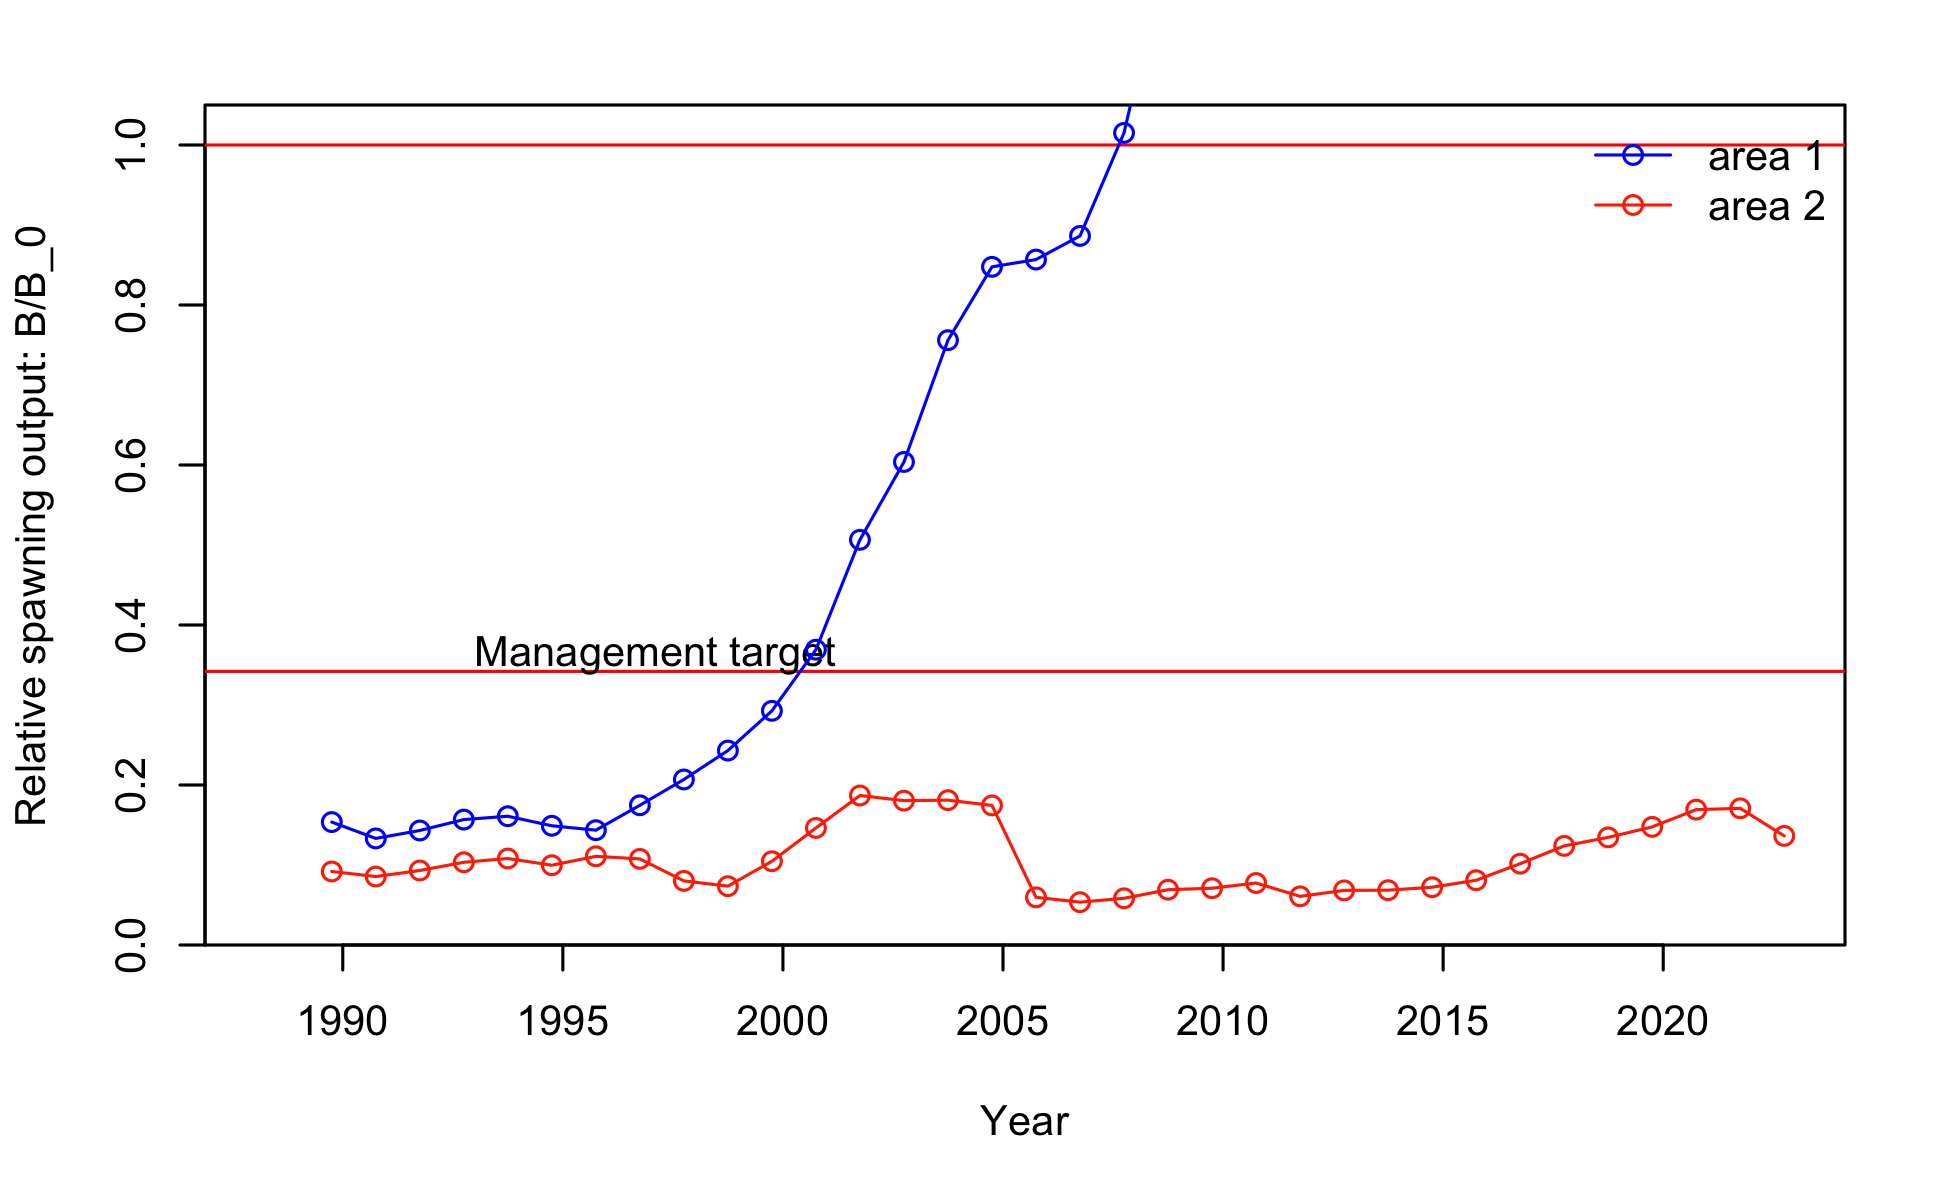 Relative spawning output: B/B_0
1.0
0.8
0.6
0.4
0.2
0.0
area 1
area 2
Management target
1990 1995 2000 2005 2010 2015 2020
Year